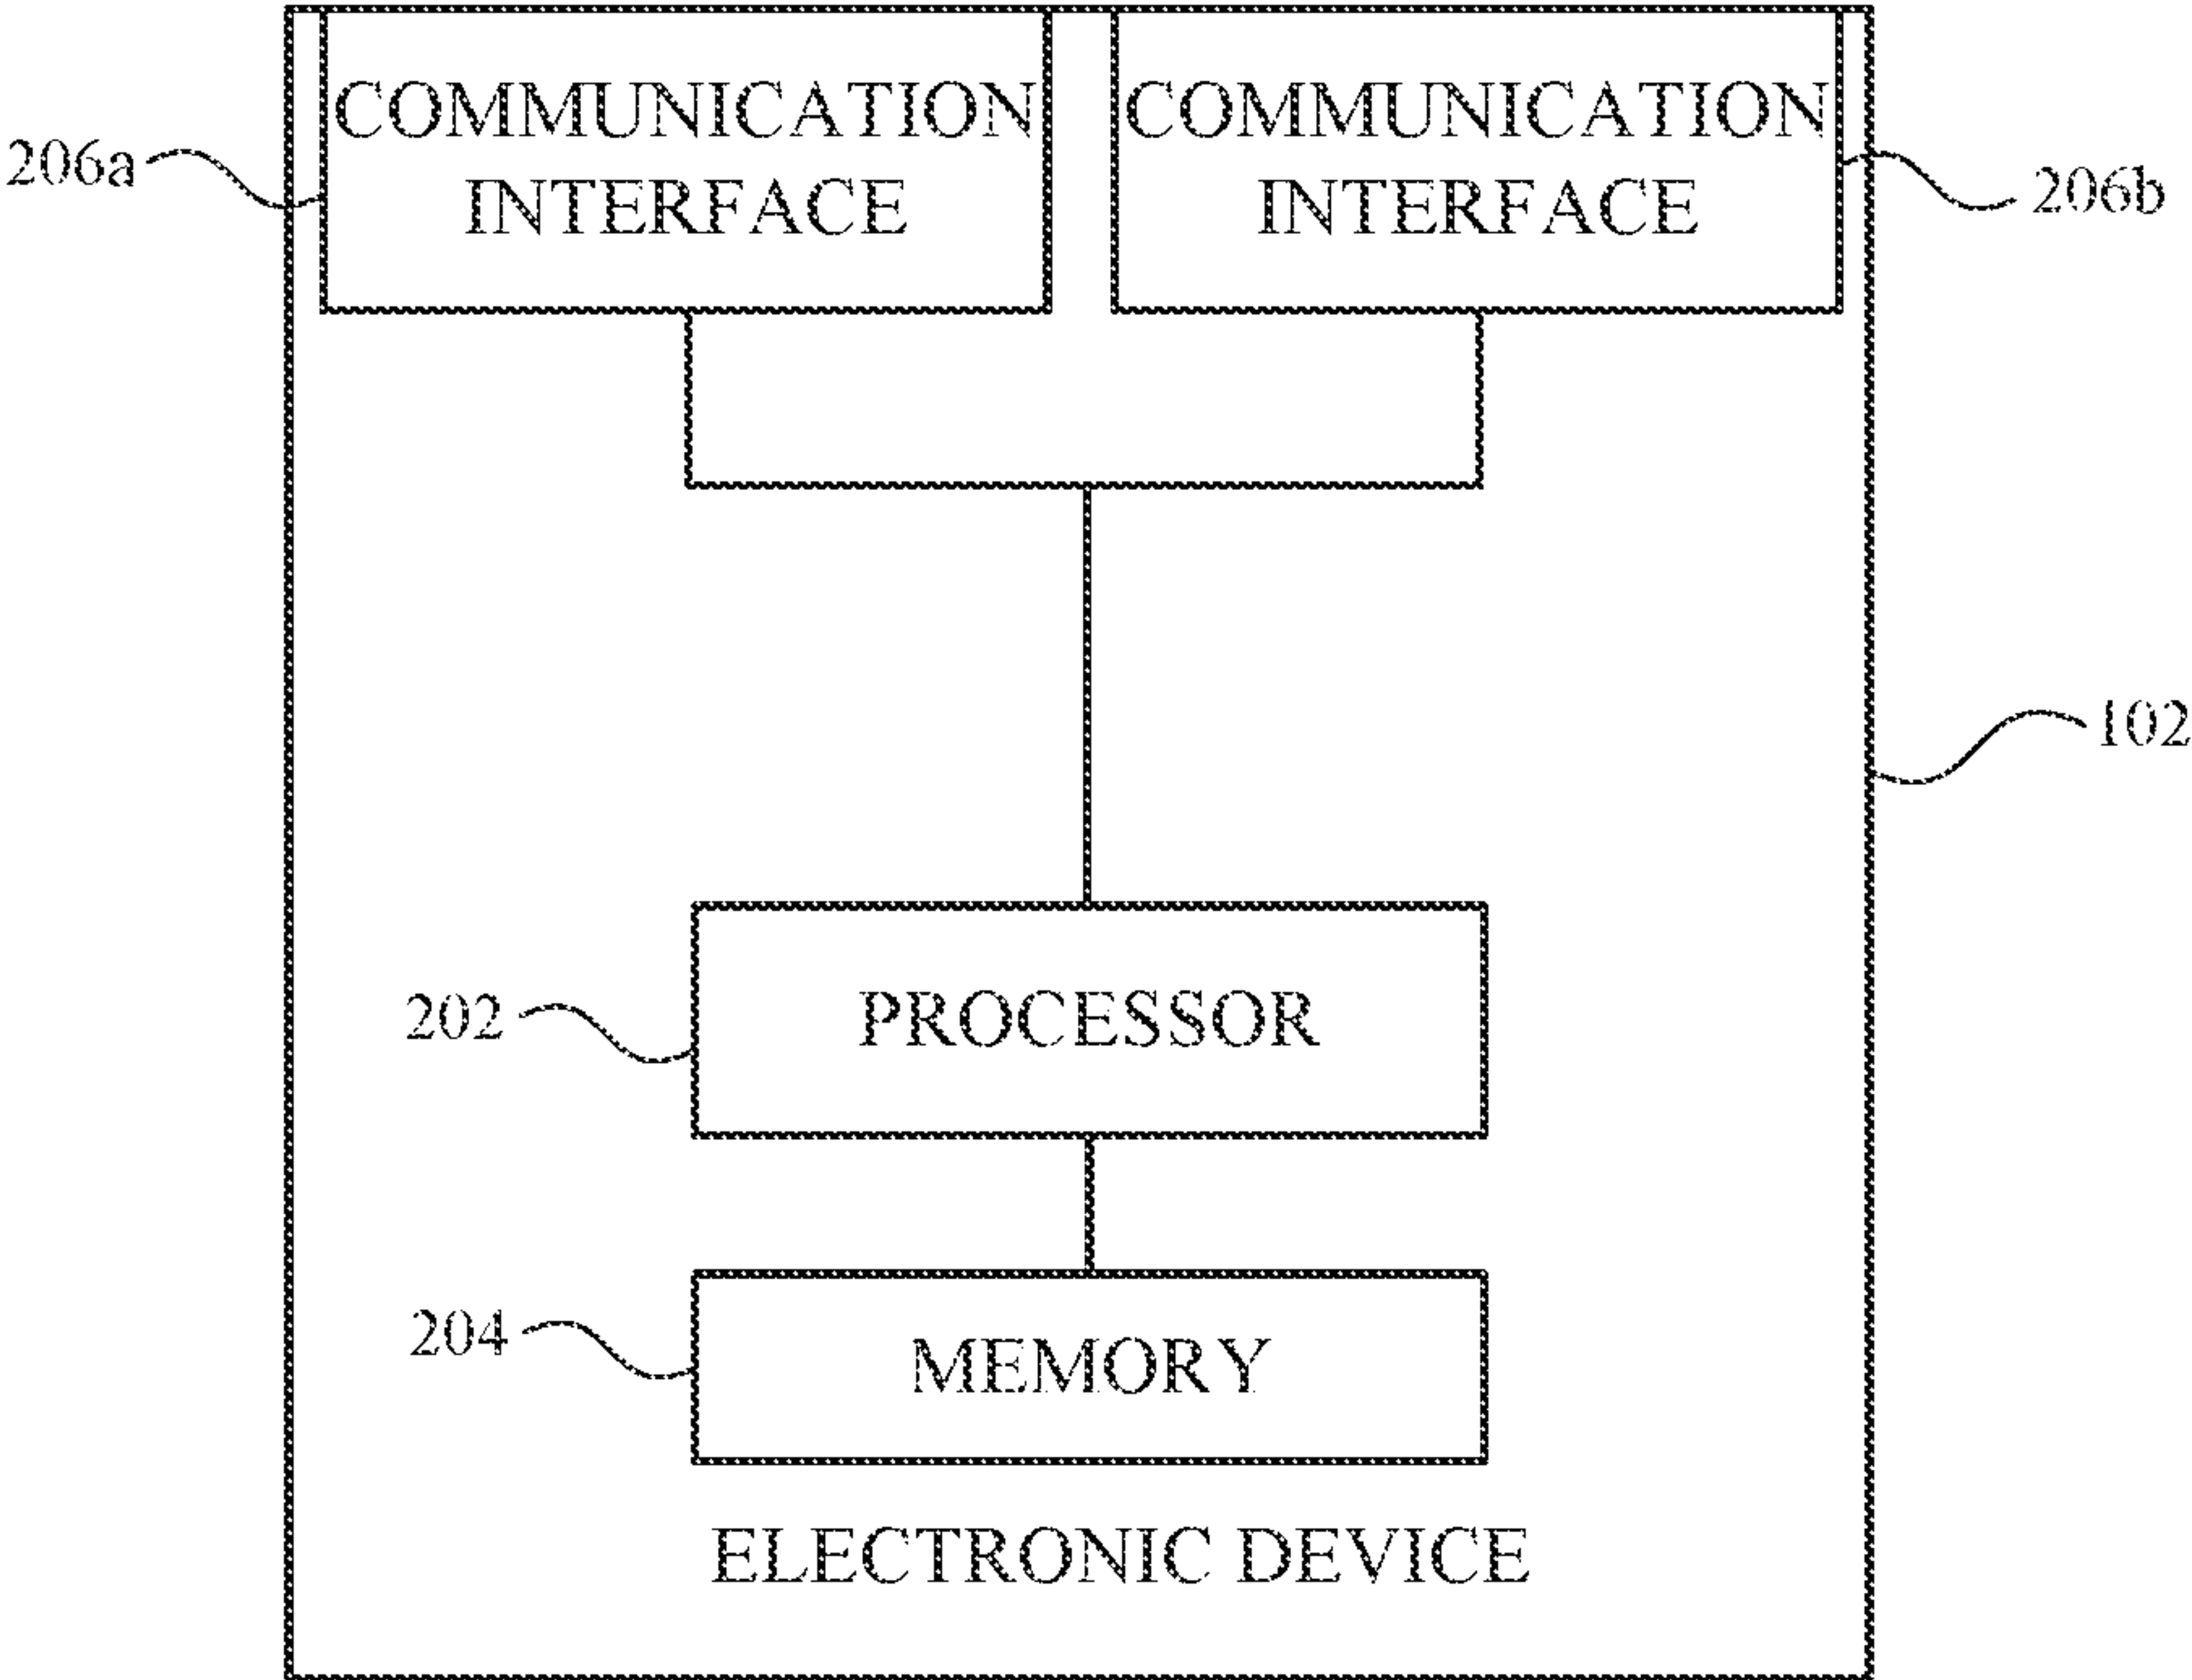 COMMUNICATION
INTERFACE
COMMUNICATION
INTERFACE
206a
206b
102
202
PROCESSOR
204
MEMORY
ELECTRONIC DEVICE